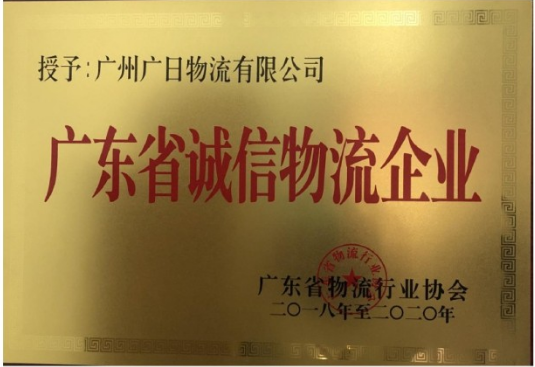 授予：广州广日物流有限公司
广东省诚信物流企业
广东省物流行业协会
二〇一八年至二〇二〇年